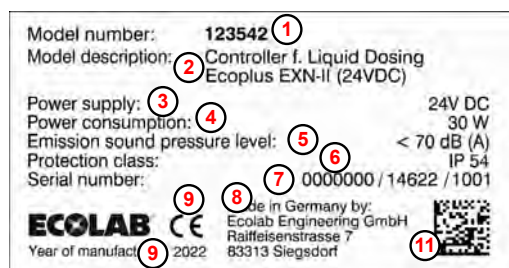 Model number: 123542 1
Model description: 2 Controller f. Liquid Dosing
Ecoplus EXN-II (24VDC)
Power supply: 3 24V DC
Power consumption: 4 30 W
Emission sound pressure level: 5 < 70 dB (A)
Protection class: 6 IP 54
Serial number: 7 0000000 / 14622 / 1001
9 8 in Germany by:
ECOLAB CE Ecolab Engineering GmbH
Raiffeisenstrasse 7
Year of manufact 9 2022 83313 Siegsdorf 11